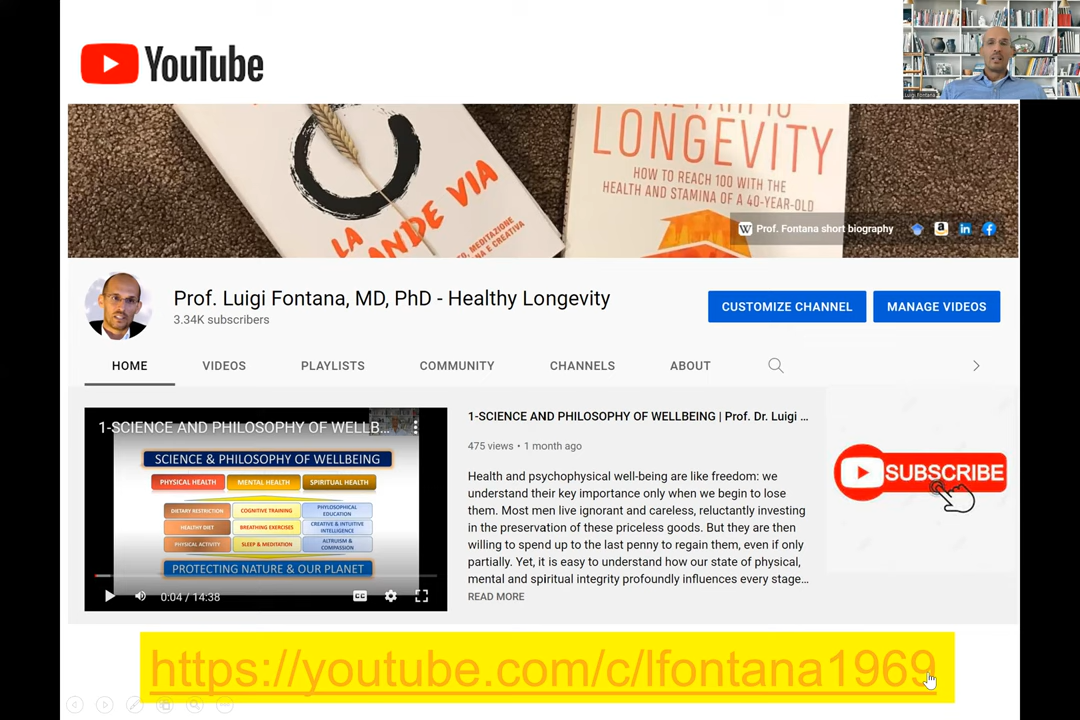 YouTube
Luigi Fontana
LONGEVITY
HOW TO REACH 100 WITH THE
HEALTH AND STAMINA OF A 40-YEAR-OLD
LA
VIA
W Prof. Fontana short biography
a
in
f
Prof. Luigi Fontana, MD, PhD - Healthy Longevity
3.34K subscribers
CUSTOMIZE CHANNEL
MANAGE VIDEOS
HOME
VIDEOS
PLAYLISTS
COMMUNITY
CHANNELS
ABOUT
1-SCIENCE AND PHILOSOPHY OF WELLB...
SCIENCE & PHILOSOPHY OF WELLBEING
PHYSICAL HEALTH
MENTAL HEALTH
SPIRITUAL HEALTH
DIETARY RESTRICTION
COGNITIVE TRAINING
PHYLOSOPHICAL
EDUCATION
HEALTHY DIET
BREATHING EXERCISES
CREATIVE & INTUITIVE
INTELLIGENCE
PHYSICAL ACTIVITY
SLEEP & MEDITATION
ALTRUISM &
COMPASSION
PROTECTING NATURE & OUR PLANET
0:04 / 14:38
CC
1-SCIENCE AND PHILOSOPHY OF WELLBEING | Prof. Dr. Luigi ...
475 views • 1 month ago
Health and psychophysical well-being are like freedom: we
understand their key importance only when we begin to lose
them. Most men live ignorant and careless, reluctantly investing
in the preservation of these priceless goods. But they are then
willing to spend up to the last penny to regain them, even if only
partially. Yet, it is easy to understand how our state of physical,
mental and spiritual integrity profoundly influences every stage...
READ MORE
SUBSCRIBE
https://youtube.com/c/lfontana1969